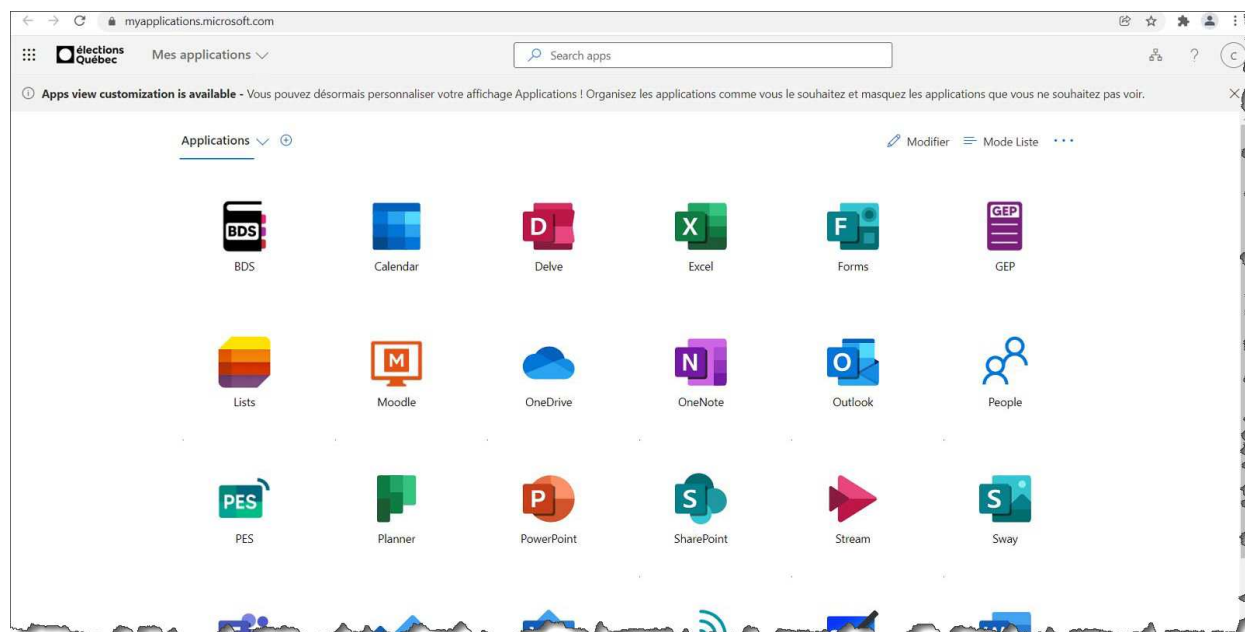 myapplications.microsoft.com
élections
Québec
Mes applications
Search apps
?
C
Apps view customization is available - Vous pouvez désormais personnaliser votre affichage Applications ! Organisez les applications comme vous le souhaitez et masquez les applications que vous ne souhaitez pas voir.
Applications
Modifier
Mode Liste
BDS
GEP
BDS
Calendar
Delve
Excel
Forms
GEP
M
N
O
Lists
Moodle
OneDrive
OneNote
Outlook
People
PES
P
S
S
PES
Planner
PowerPoint
SharePoint
Stream
Sway